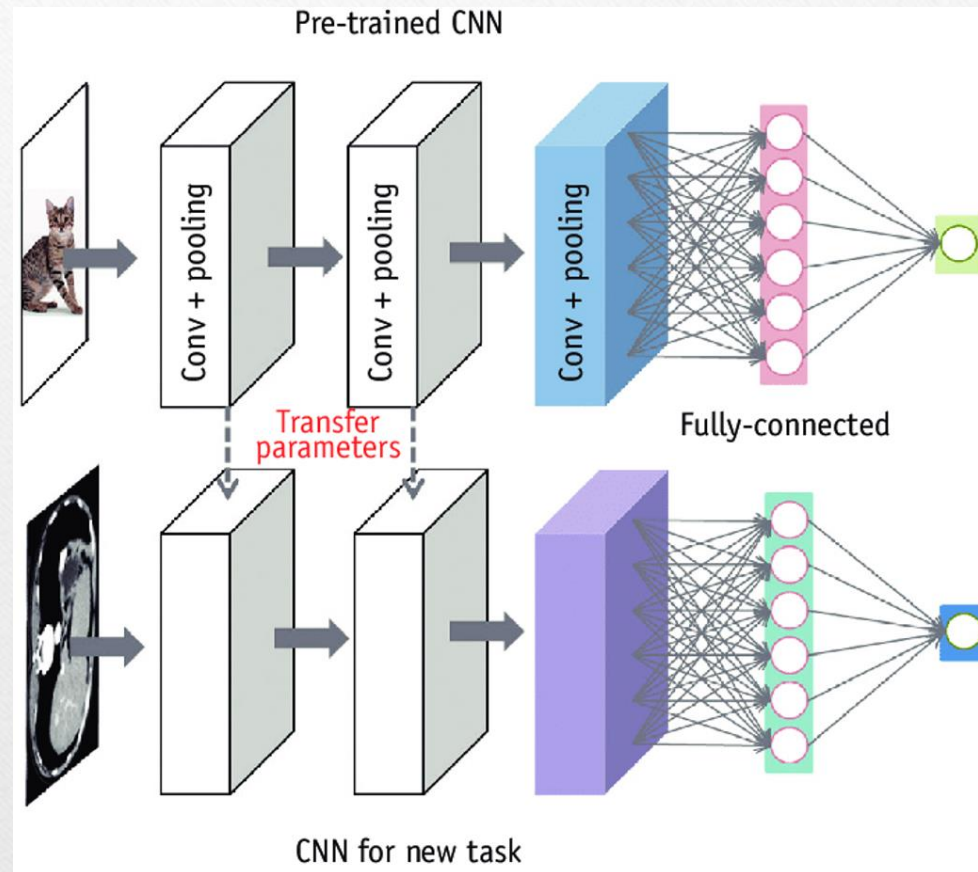 Pre-trained CNN
Conv + pooling
Conv + pooling
Conv + pooling
Transfer
parameters
Fully-connected
CNN for new task